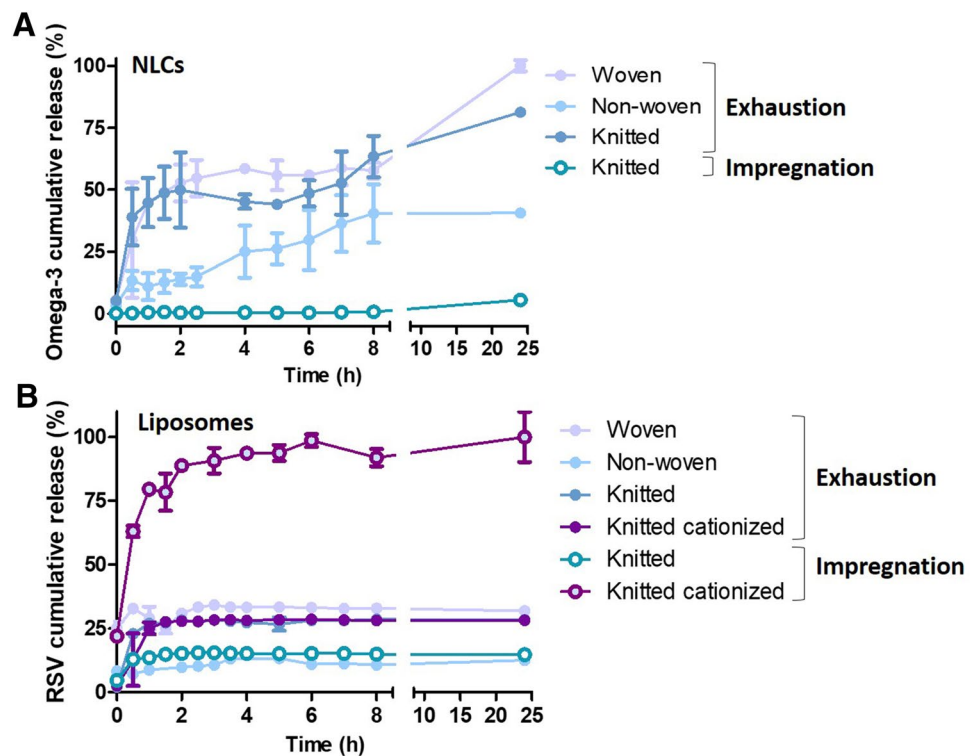 A
NLCs
Omega-3 cumulative release (%)
100
75
50
25
0
0 2 4 6 8 10 15 20 25
Time (h)
Woven
Non-woven
Knitted
Exhaustion
Knitted
Impregnation
B
Liposomes
RSV cumulative release (%)
100
75
50
25
0
0 2 4 6 8 10 15 20 25
Time (h)
Woven
Non-woven
Knitted
Knitted cationized
Exhaustion
Knitted
Knitted cationized
Impregnation